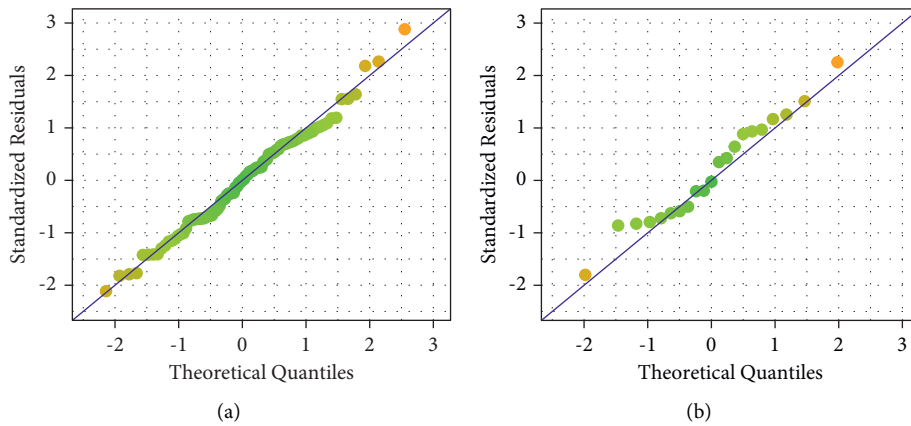 3
2
1
0
-1
-2
Standardized Residuals
-2 -1 0 1 2 3
Theoretical Quantiles
(a)
3
2
1
0
-1
-2
Standardized Residuals
-2 -1 0 1 2 3
Theoretical Quantiles
(b)